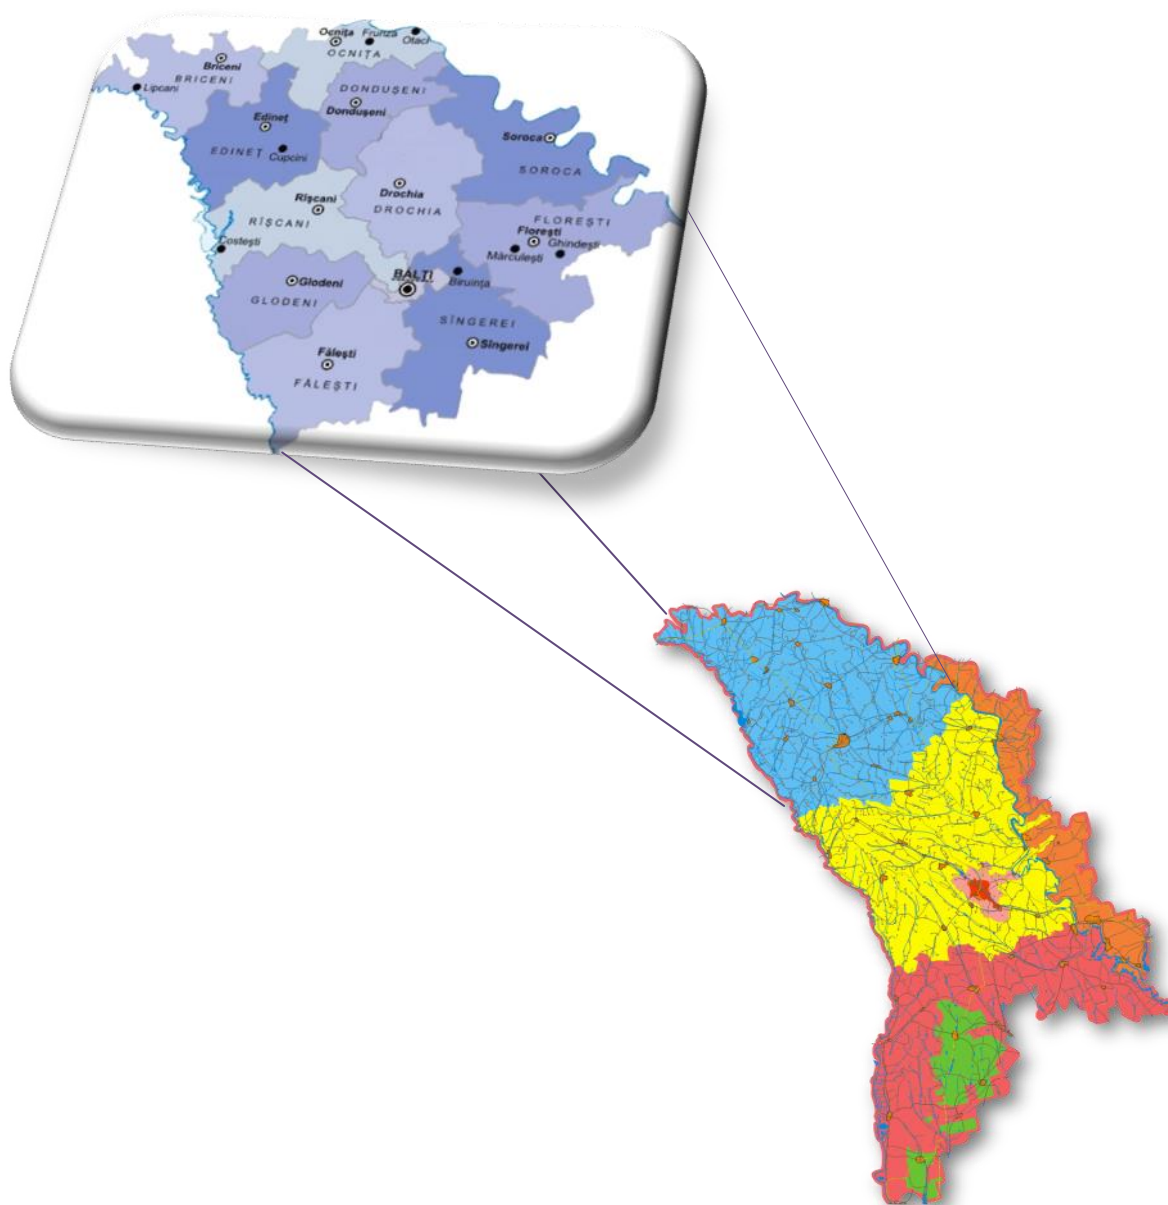 Ocnița
Frunza
Otaci
OCNIȚA
Briceni
BRICENI
Lipcani
DONDUȘENI
Dondușeni
Edineț
EDINEȚ
Cupcini
Soroca
SOROCA
Drochia
DROCHIA
Rîșcani
RÎȘCANI
FLOREȘTI
Florești
Ghindești
Mărculești
Costești
BĂLȚI
Biruința
Glodeni
GLODENI
SÎNGEREI
Sîngerei
Fălești
FĂLEȘTI